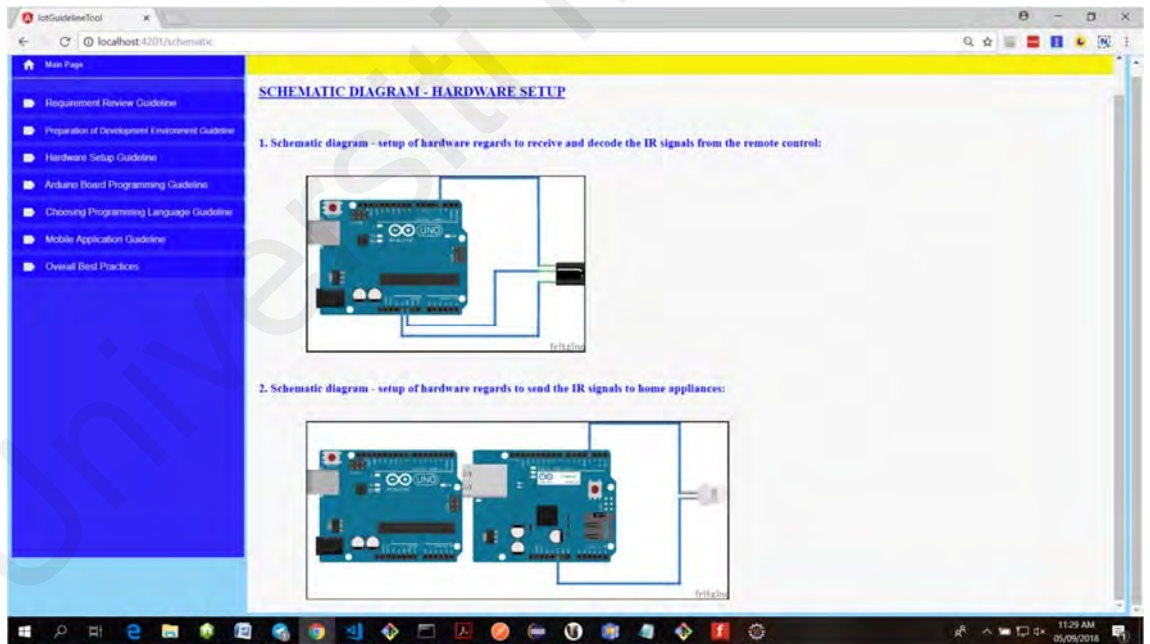 IotGuidelineTool
localhost:4201/schematic
Main Page
Requirement Review Guideline
Preparation of Development Environment Guideline
Hardware Setup Guideline
Arduino Board Programming Guideline
Choosing Programming Language Guideline
Mobile Application Guideline
Overall Best Practices
SCHEMATIC DIAGRAM - HARDWARE SETUP
1. Schematic diagram - setup of hardware regards to receive and decode the IR signals from the remote control:
UNO
ARDUINO
fritzing
2. Schematic diagram - setup of hardware regards to send the IR signals to home appliances:
UNO
ARDUINO
fritzing
11:29 AM
05/09/2018
Universiti